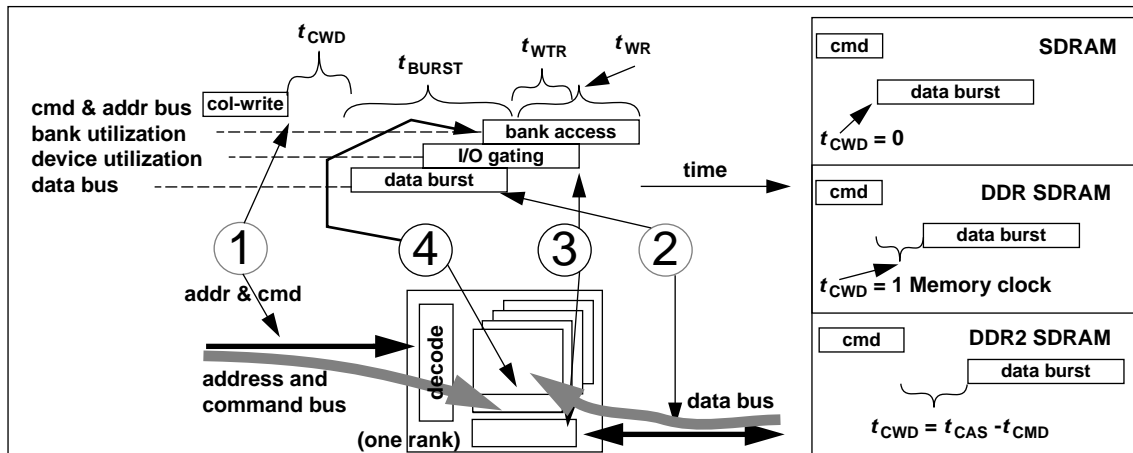 tCWD
tBURST
tWTR
tWR
cmd & addr bus
col-write
bank utilization
bank access
device utilization
I/O gating
data bus
data burst
time
1
4
3
2
addr & cmd
decode
address and
command bus
data bus
(one rank)
cmd
SDRAM
data burst
tCWD = 0
cmd
DDR SDRAM
data burst
tCWD = 1 Memory clock
DDR2 SDRAM
cmd
data burst
tCWD = tCAS -tCMD